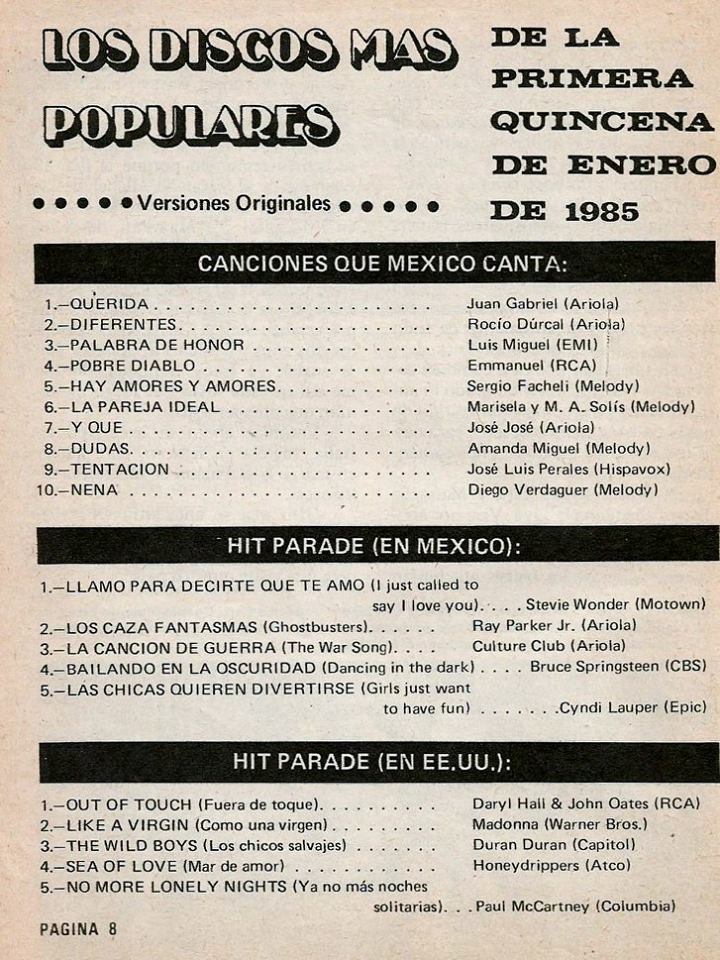 LOS DISCOS MAS
POPULARES
DE LA
PRIMERA
QUINCENA
DE ENERO
DE 1985
● ● ● ● ● Versiones Originales ● ● ● ● ●
CANCIONES QUE MEXICO CANTA:
1.—QUERIDA . . . . . . . . . . . . . . . . . . . . . . . Juan Gabriel (Ariola)
2.—DIFERENTES. . . . . . . . . . . . . . . . . . . . . Rocío Dúrcal (Ariola)
3.—PALABRA DE HONOR . . . . . . . . . . . . . . . Luis Miguel (EMI)
4.—POBRE DIABLO . . . . . . . . . . . . . . . . . . . Emmanuel (RCA)
5.—HAY AMORES Y AMORES. . . . . . . . . . . . . Sergio Facheli (Melody)
6.—LA PAREJA IDEAL . . . . . . . . . . . . . . . . . Marisela y M. A. Solís (Melody)
7.—Y QUE . . . . . . . . . . . . . . . . . . . . . . . . . José José (Ariola)
8.—DUDAS. . . . . . . . . . . . . . . . . . . . . . . . . Amanda Miguel (Melody)
9.—TENTACION . . . . . . . . . . . . . . . . . . . . . José Luis Perales (Hispavox)
10.—NENA . . . . . . . . . . . . . . . . . . . . . . . . . Diego Verdaguer (Melody)
HIT PARADE (EN MEXICO):
1.—LLAMO PARA DECIRTE QUE TE AMO (I just called to
say I love you). . . . Stevie Wonder (Motown)
2.—LOS CAZA FANTASMAS (Ghostbusters). . . . . . Ray Parker Jr. (Ariola)
3.—LA CANCION DE GUERRA (The War Song). . . . Culture Club (Ariola)
4.—BAILANDO EN LA OSCURIDAD (Dancing in the dark) . . . . Bruce Springsteen (CBS)
5.—LAS CHICAS QUIEREN DIVERTIRSE (Girls just want
to have fun) . . . . . . .Cyndi Lauper (Epic)
HIT PARADE (EN EE.UU.):
1.—OUT OF TOUCH (Fuera de toque). . . . . . . . . . Daryl Hall & John Oates (RCA)
2.—LIKE A VIRGIN (Como una virgen) . . . . . . . . . Madonna (Warner Bros.)
3.—THE WILD BOYS (Los chicos salvajes) . . . . . . . Duran Duran (Capitol)
4.—SEA OF LOVE (Mar de amor) . . . . . . . . . . . . Honeydrippers (Atco)
5.—NO MORE LONELY NIGHTS (Ya no más noches
solitarias). . . Paul McCartney (Columbia)
PAGINA 8